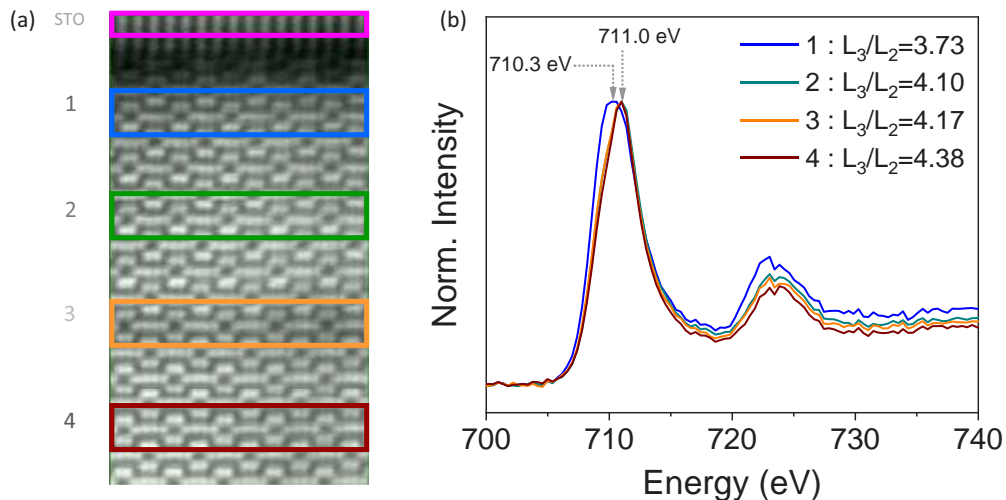 (a)
STO
1
2
3
4
(b)
711.0 eV
710.3 eV
1 : L₃/L₂=3.73
2 : L₃/L₂=4.10
3 : L₃/L₂=4.17
4 : L₃/L₂=4.38
Norm. Intensity
700 710 720 730 740
Energy (eV)